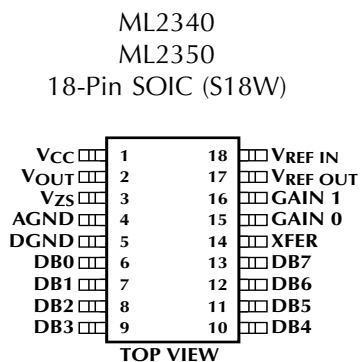 ML2340
ML2350
18-Pin SOIC (S18W)
VCC 1 18 VREF IN
VOUT 2 17 VREF OUT
VZS 3 16 GAIN 1
AGND 4 15 GAIN 0
DGND 5 14 XFER
DB0 6 13 DB7
DB1 7 12 DB6
DB2 8 11 DB5
DB3 9 10 DB4
TOP VIEW